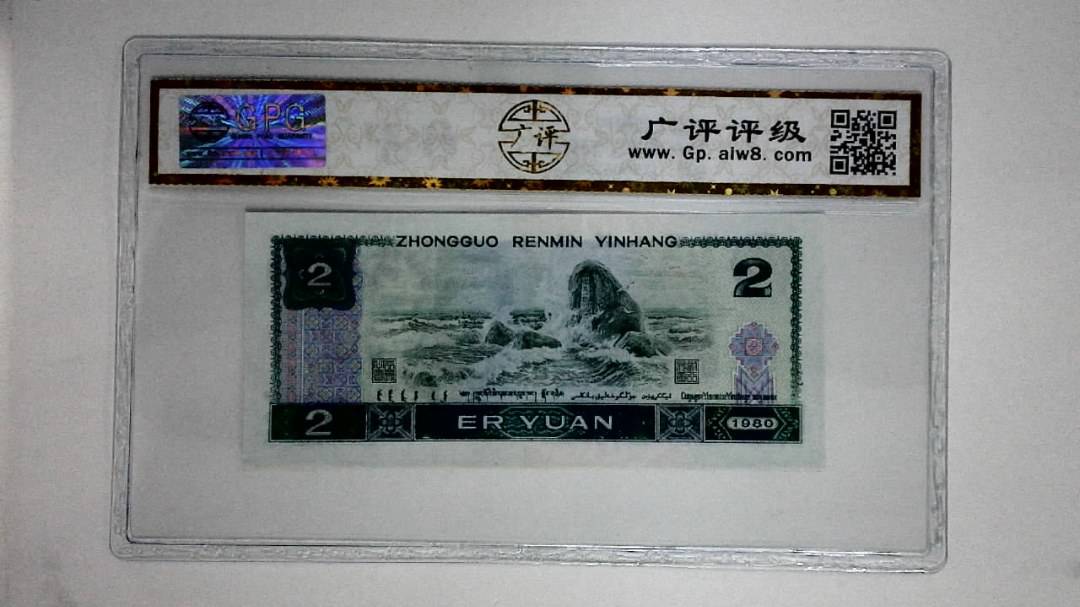 GPG
广评
广评评级
www. Gp. alw8. com
ZHONGGUO RENMIN YINHANG
2
2
2
ER YUAN
1980